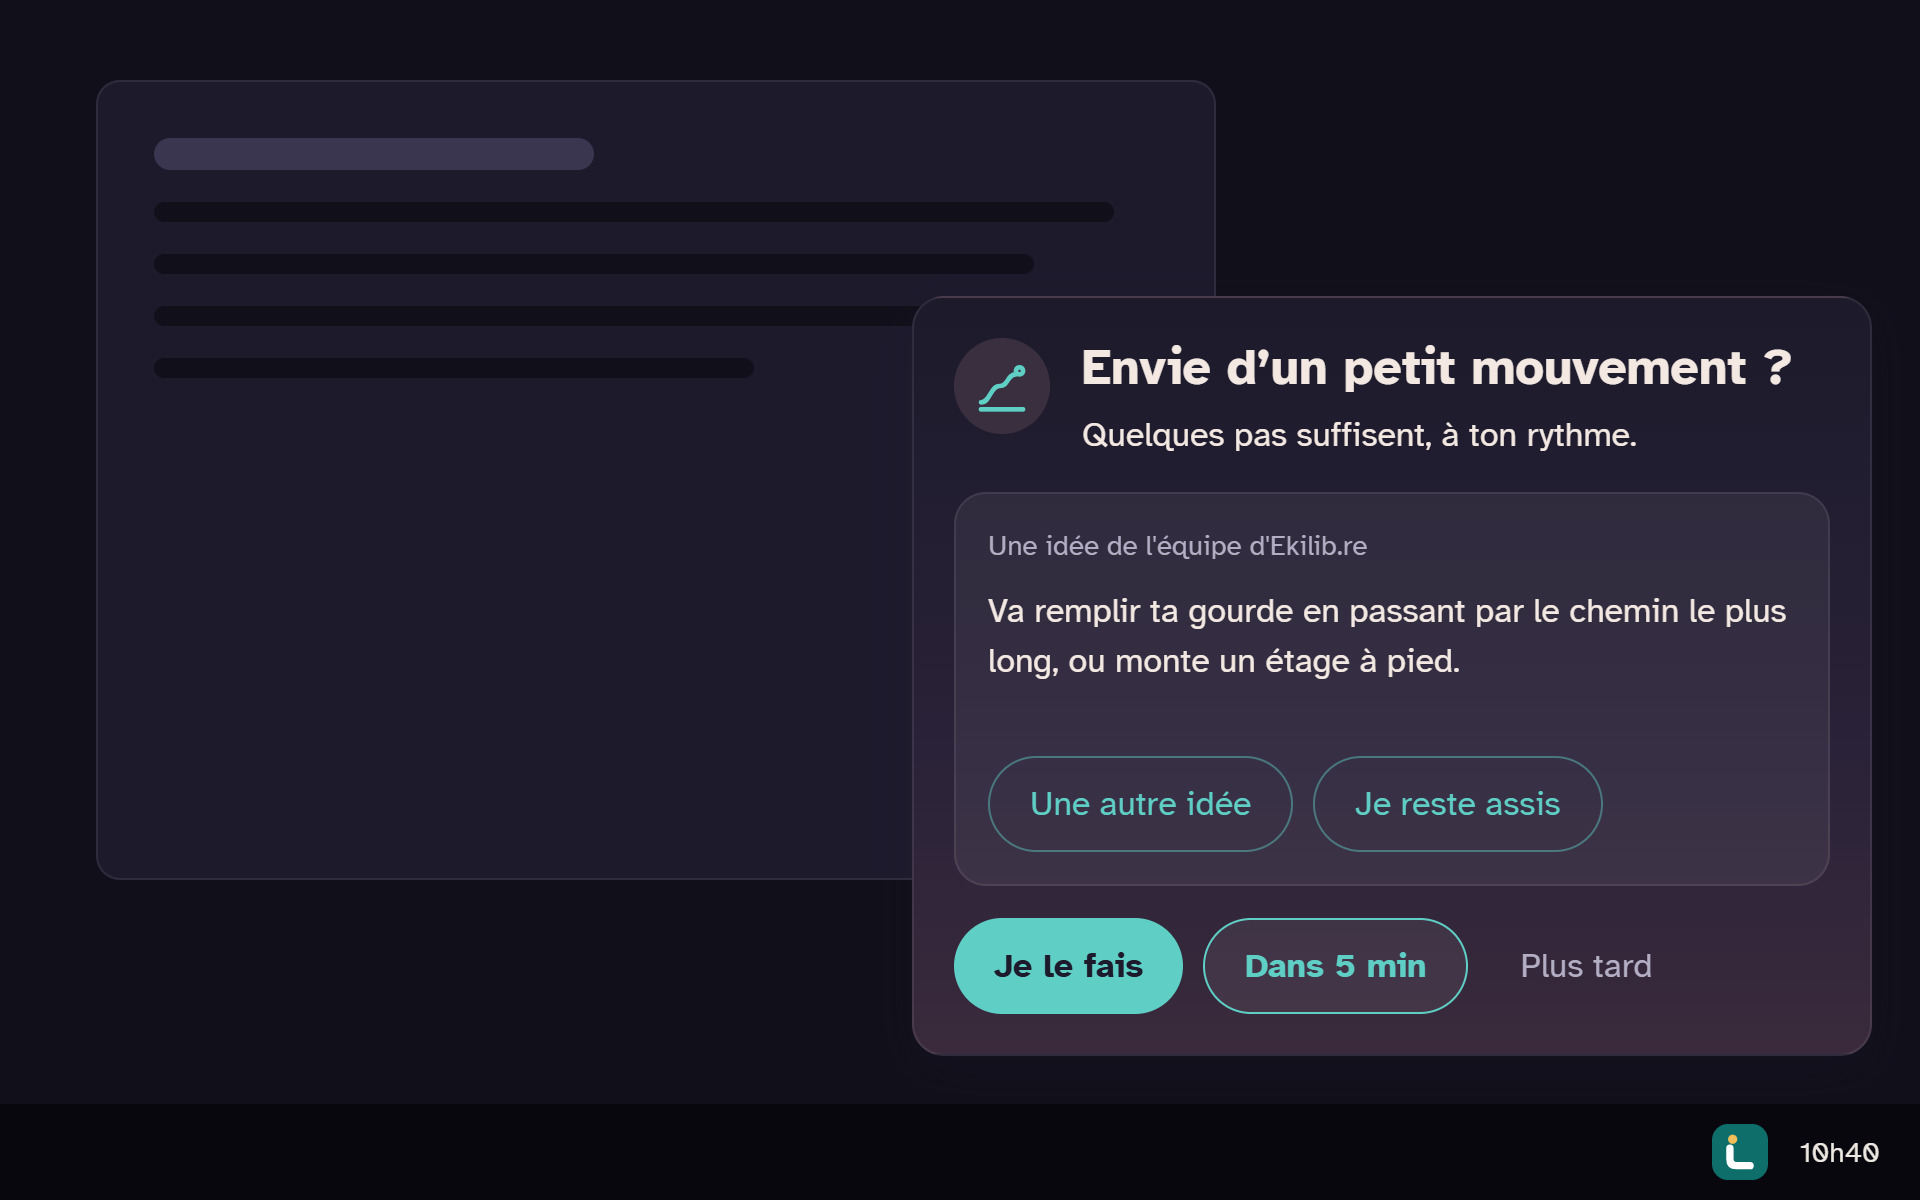 Envie d’un petit mouvement ?
Quelques pas suffisent, à ton rythme.
Une idée de l'équipe d'Ekilib.re
Va remplir ta gourde en passant par le chemin le plus
long, ou monte un étage à pied.
Une autre idée
Je reste assis
Je le fais
Dans 5 min
Plus tard
10h40